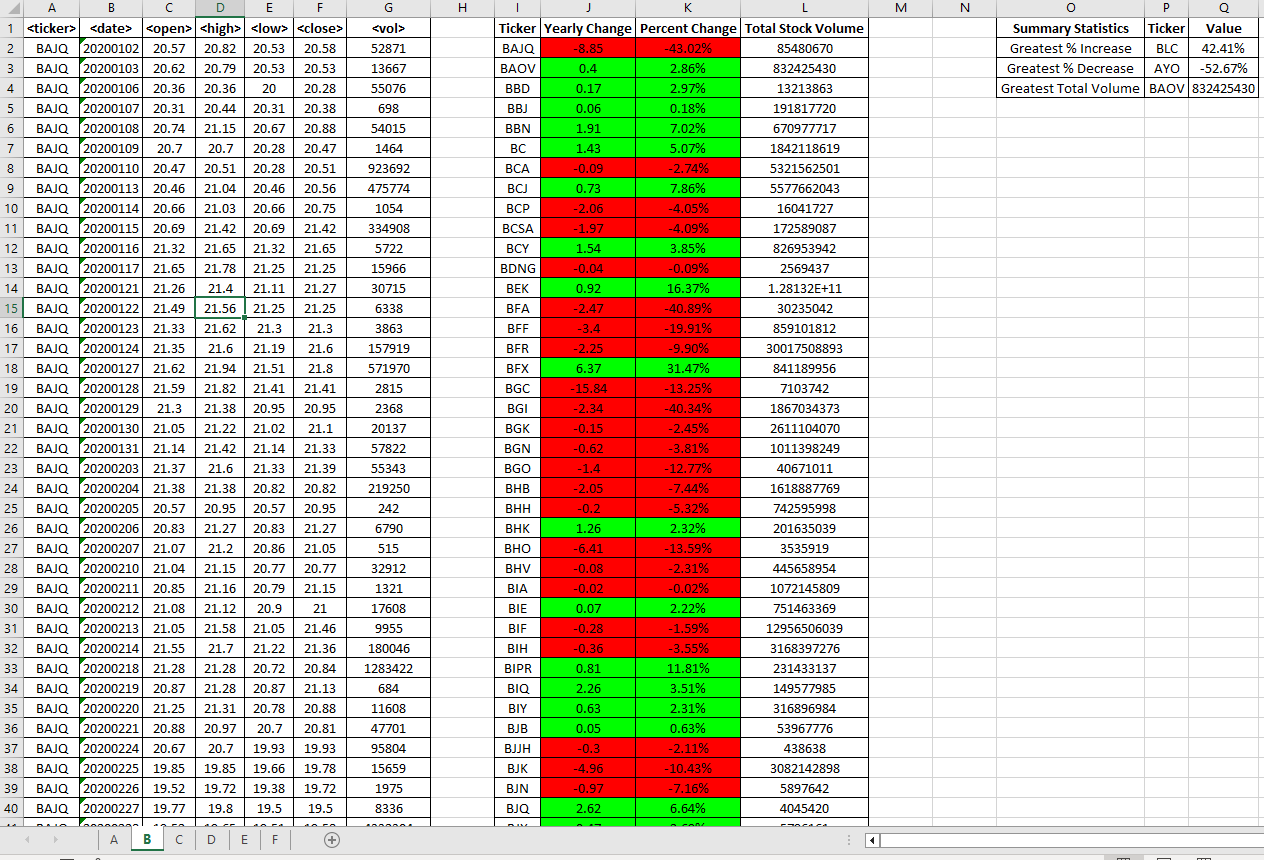 A B C D E F G H I J K L M N O P Q
1 <ticker> <date> <open> <high> <low> <close> <vol> Ticker Yearly Change Percent Change Total Stock Volume Summary Statistics Ticker Value
2 BAJQ 20200102 20.57 20.82 20.53 20.58 52871 BAJQ -8.85 -43.02% 85480670 Greatest % Increase BLC 42.41%
3 BAJQ 20200103 20.62 20.79 20.53 20.53 13667 BAOV 0.4 2.86% 832425430 Greatest % Decrease AYO -52.67%
4 BAJQ 20200106 20.36 20.36 20 20.28 55076 BBD 0.17 2.97% 13213863 Greatest Total Volume BAOV 832425430
5 BAJQ 20200107 20.31 20.44 20.31 20.38 698 BBJ 0.06 0.18% 191817720
6 BAJQ 20200108 20.74 21.15 20.67 20.88 54015 BBN 1.91 7.02% 670977717
7 BAJQ 20200109 20.7 20.7 20.28 20.47 1464 BC 1.43 5.07% 1842118619
8 BAJQ 20200110 20.47 20.51 20.28 20.51 923692 BCA -0.09 -2.74% 5321562501
9 BAJQ 20200113 20.46 21.04 20.46 20.56 475774 BCJ 0.73 7.86% 5577662043
10 BAJQ 20200114 20.66 21.03 20.66 20.75 1054 BCP -2.06 -4.05% 16041727
11 BAJQ 20200115 20.69 21.42 20.69 21.42 334908 BCSA -1.97 -4.09% 172589087
12 BAJQ 20200116 21.32 21.65 21.32 21.65 5722 BCY 1.54 3.85% 826953942
13 BAJQ 20200117 21.65 21.78 21.25 21.25 15966 BDNG -0.04 -0.09% 2569437
14 BAJQ 20200121 21.26 21.4 21.11 21.27 30715 BEK 0.92 16.37% 1.28132E+11
15 BAJQ 20200122 21.49 21.56 21.25 21.25 6338 BFA -2.47 -40.89% 30235042
16 BAJQ 20200123 21.33 21.62 21.3 21.3 3863 BFF -3.4 -19.91% 859101812
17 BAJQ 20200124 21.35 21.6 21.19 21.6 157919 BFR -2.25 -9.90% 30017508893
18 BAJQ 20200127 21.62 21.94 21.51 21.8 571970 BFX 6.37 31.47% 841189956
19 BAJQ 20200128 21.59 21.82 21.41 21.41 2815 BGC -15.84 -13.25% 7103742
20 BAJQ 20200129 21.3 21.38 20.95 20.95 2368 BGI -2.34 -40.34% 1867034373
21 BAJQ 20200130 21.05 21.22 21.02 21.1 20137 BGK -0.15 -2.45% 2611104070
22 BAJQ 20200131 21.14 21.42 21.14 21.33 57822 BGN -0.62 -3.81% 1011398249
23 BAJQ 20200203 21.37 21.6 21.33 21.39 55343 BGO -1.4 -12.77% 40671011
24 BAJQ 20200204 21.38 21.38 20.82 20.82 219250 BHB -2.05 -7.44% 1618887769
25 BAJQ 20200205 20.57 20.95 20.57 20.95 242 BHH -0.2 -5.32% 742595998
26 BAJQ 20200206 20.83 21.27 20.83 21.27 6790 BHK 1.26 2.32% 201635039
27 BAJQ 20200207 21.07 21.2 20.86 21.05 515 BHO -6.41 -13.59% 3535919
28 BAJQ 20200210 21.04 21.15 20.77 20.77 32912 BHV -0.08 -2.31% 445658954
29 BAJQ 20200211 20.85 21.16 20.79 21.15 1321 BIA -0.02 -0.02% 1072145809
30 BAJQ 20200212 21.08 21.12 20.9 21 17608 BIE 0.07 2.22% 751463369
31 BAJQ 20200213 21.05 21.58 21.05 21.46 9955 BIF -0.28 -1.59% 12956506039
32 BAJQ 20200214 21.55 21.7 21.22 21.36 180046 BIH -0.36 -3.55% 3168397276
33 BAJQ 20200218 21.28 21.28 20.72 20.84 1283422 BIPR 0.81 11.81% 231433137
34 BAJQ 20200219 20.87 21.28 20.87 21.13 684 BIQ 2.26 3.51% 149577985
35 BAJQ 20200220 21.25 21.31 20.78 20.88 11608 BIY 0.63 2.31% 316896984
36 BAJQ 20200221 20.88 20.97 20.7 20.81 47701 BJB 0.05 0.63% 53967776
37 BAJQ 20200224 20.67 20.7 19.93 19.93 95804 BJJH -0.3 -2.11% 438638
38 BAJQ 20200225 19.85 19.85 19.66 19.78 15659 BJK -4.96 -10.43% 3082142898
39 BAJQ 20200226 19.52 19.72 19.38 19.72 1975 BJN -0.97 -7.16% 5897642
40 BAJQ 20200227 19.77 19.8 19.5 19.5 8336 BJQ 2.62 6.64% 4045420
A B C D E F